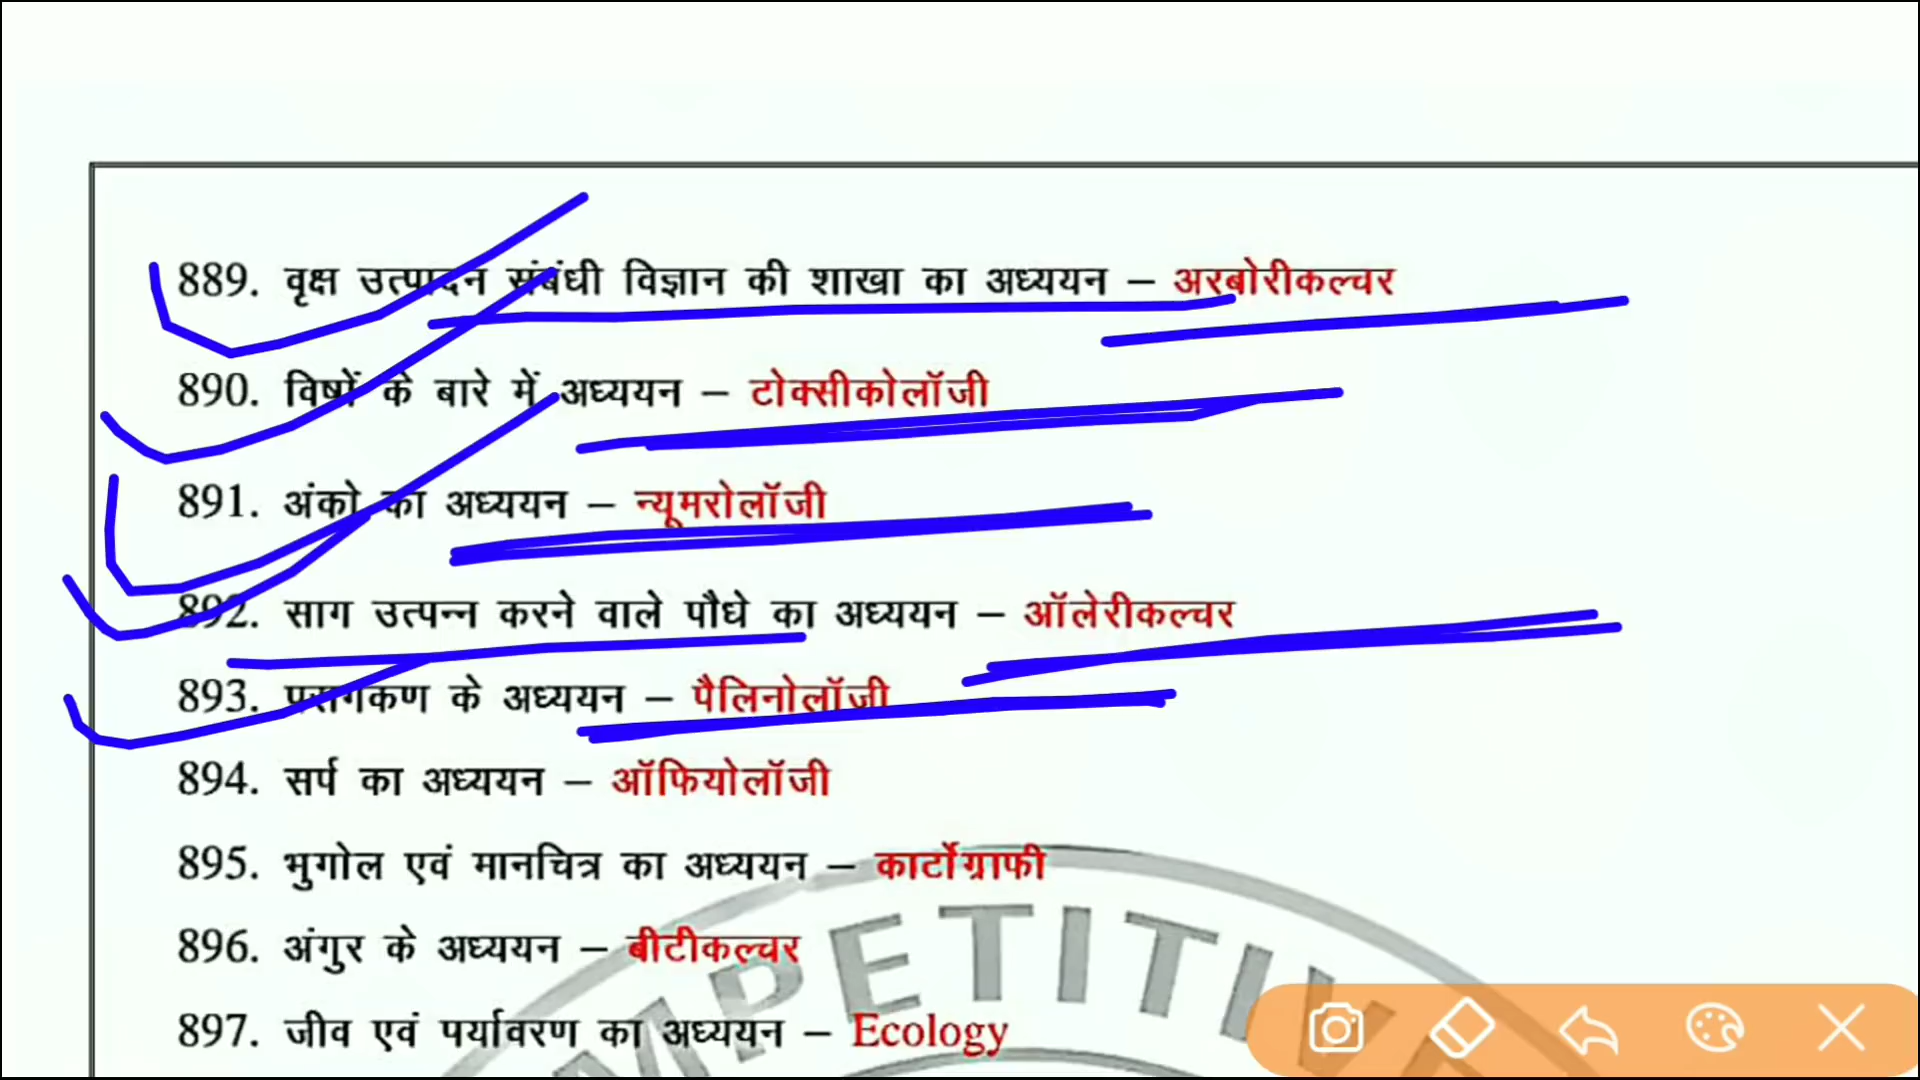 889. वृक्ष उत्पादन संबंधी विज्ञान की शाखा का अध्ययन – अरबोरीकल्चर
890. विषों के बारे में अध्ययन – टोक्सीकोलॉजी
891. अंको का अध्ययन – न्यूमरोलॉजी
892. साग उत्पन्न करने वाले पौधे का अध्ययन – ऑलेरीकल्चर
893. परागकण के अध्ययन – पैलिनोलॉजी
894. सर्प का अध्ययन – ऑफियोलॉजी
895. भुगोल एवं मानचित्र का अध्ययन – कार्टोग्राफी
896. अंगुर के अध्ययन – बीटीकल्चर
897. जीव एवं पर्यावरण का अध्ययन – Ecology